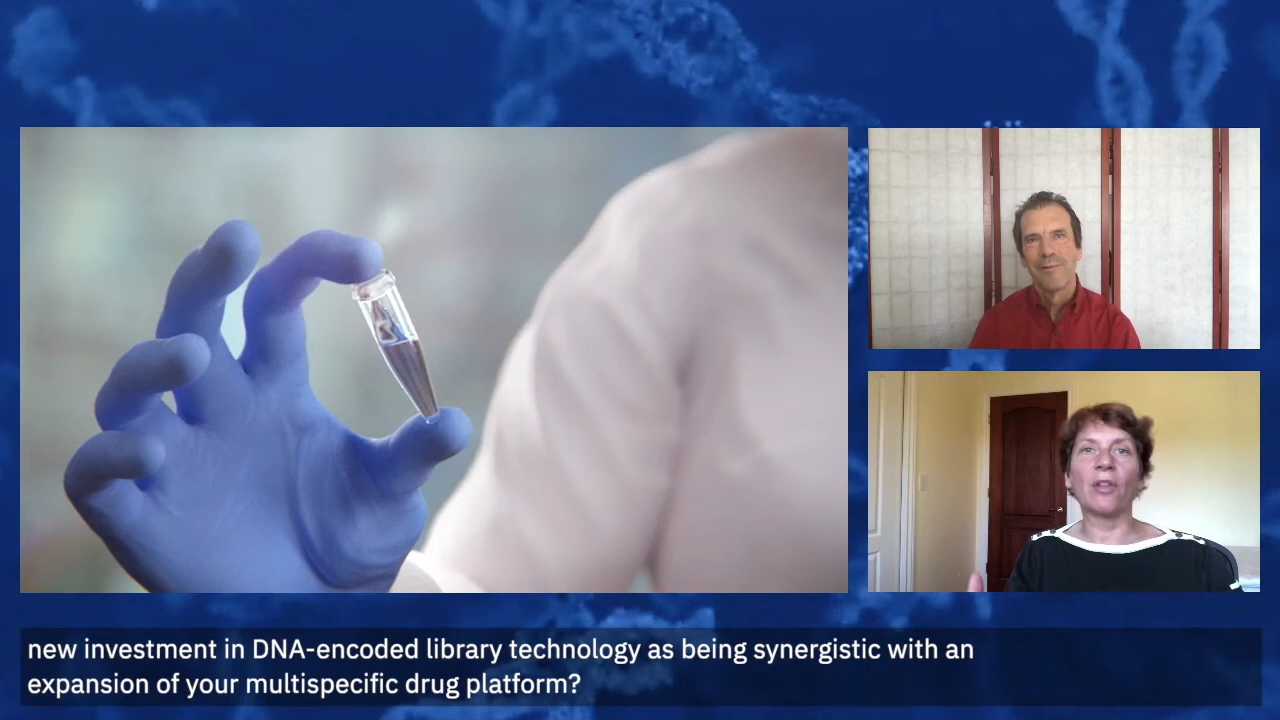 new investment in DNA-encoded library technology as being synergistic with an
expansion of your multispecific drug platform?